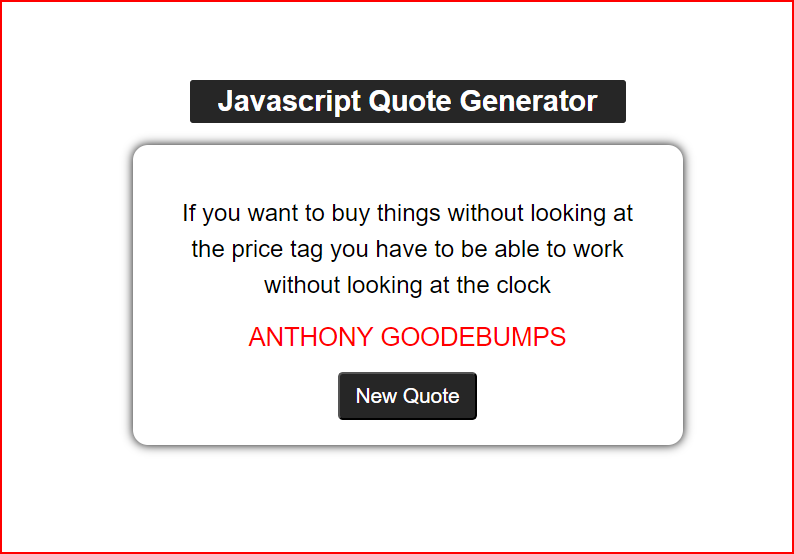 Javascript Quote Generator
If you want to buy things without looking at
the price tag you have to be able to work
without looking at the clock
ANTHONY GOODEBUMPS
New Quote